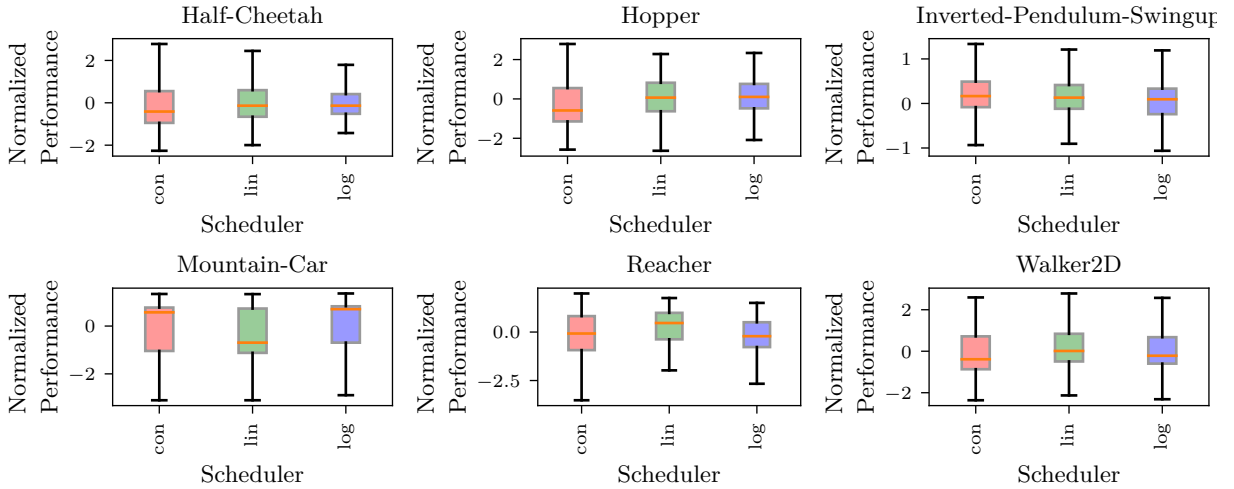 Half-Cheetah
Normalized
Performance
2
0
−2
con
lin
log
Scheduler
Hopper
Normalized
Performance
2
0
−2
con
lin
log
Scheduler
Inverted-Pendulum-Swingup
Normalized
Performance
1
0
−1
con
lin
log
Scheduler
Mountain-Car
Normalized
Performance
0
−2
con
lin
log
Scheduler
Reacher
Normalized
Performance
0.0
−2.5
con
lin
log
Scheduler
Walker2D
Normalized
Performance
2
0
−2
con
lin
log
Scheduler